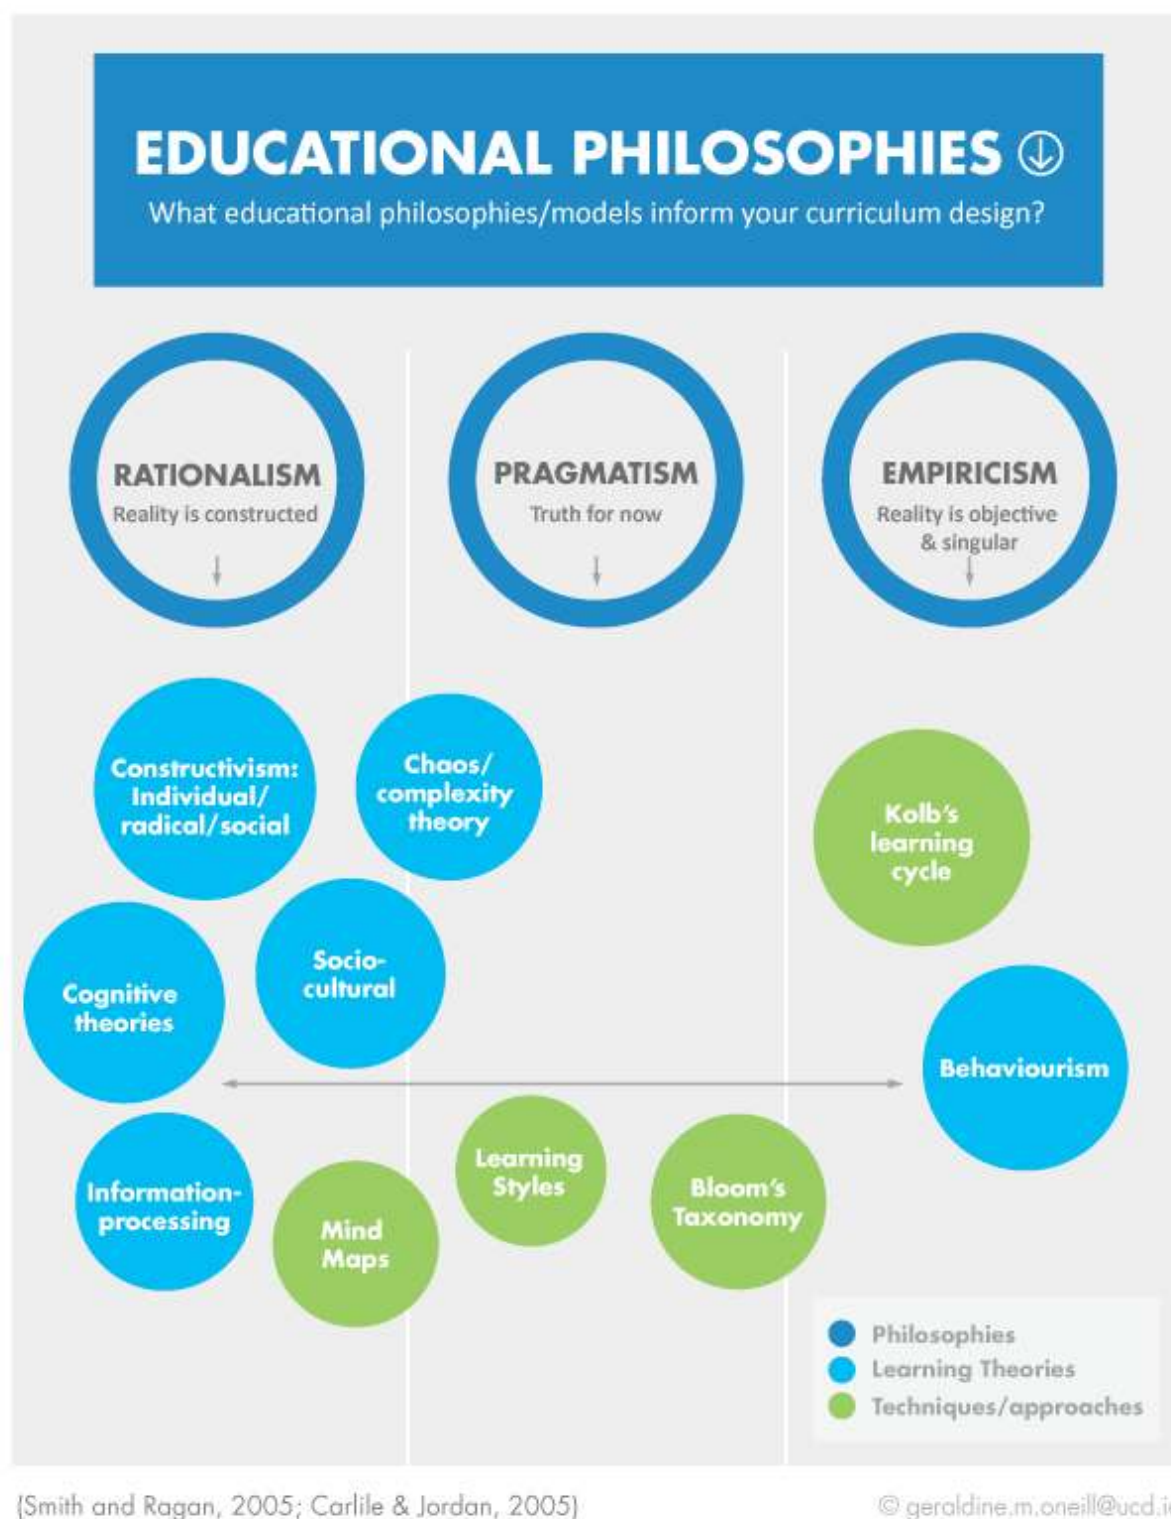 EDUCATIONAL PHILOSOPHIES
What educational philosophies/models inform your curriculum design?
RATIONALISM
Reality is constructed
PRAGMATISM
Truth for now
EMPIRICISM
Reality is objective
& singular
Constructivism:
Individual/
radical/social
Chaos/
complexity
theory
Kolb's
learning
cycle
Socio-
cultural
Cognitive
theories
Behaviourism
Learning
Styles
Bloom's
Taxonomy
Information-
processing
Mind
Maps
Philosophies
Learning Theories
Techniques/approaches
(Smith and Ragan, 2005; Carlile & Jordan, 2005)
© geraldine.m.oneill@ucd.ie